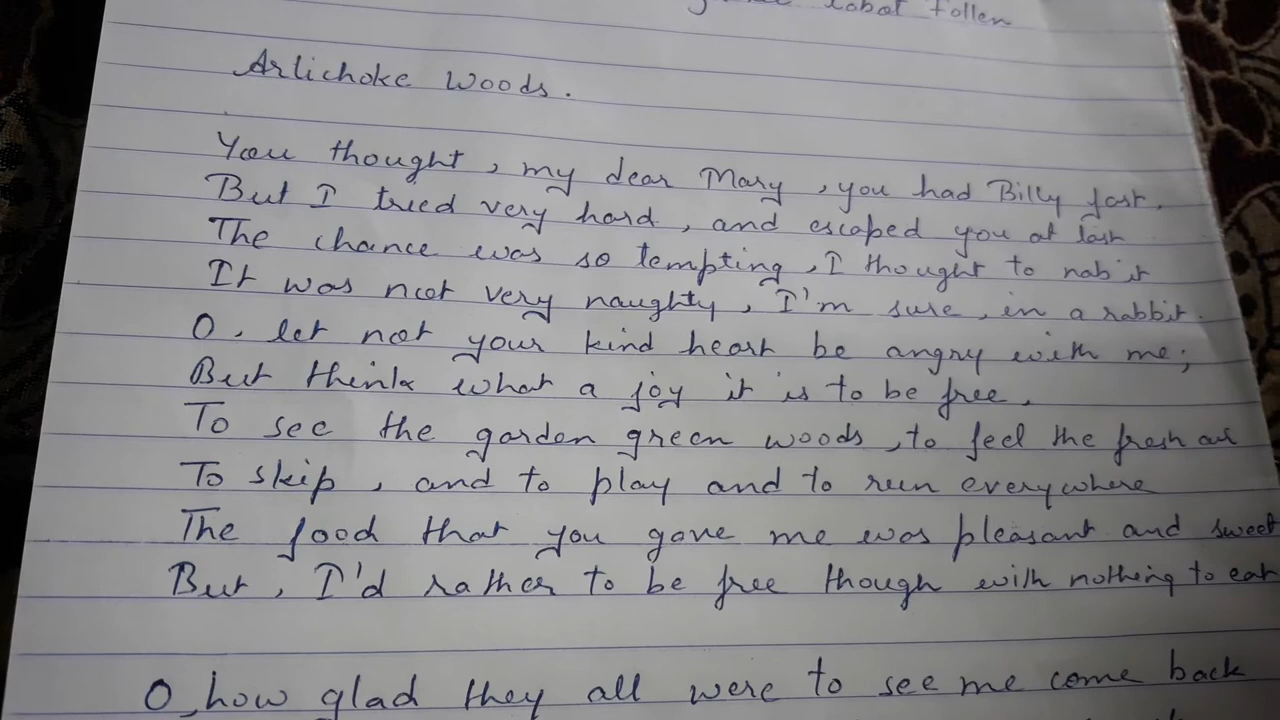 Follen
Arlichoke Woods.
You thought, my dear Mary, you had Billy fast.
But I tried very hard, and escaped you at last
The chance was so tempting, I thought to nab it
It was not very naughty, I'm sure, in a rabbit.
O, let not your kind heart be angry with me;
But think what a joy it is to be free,
To see the garden green woods, to feel the fresh air
To skip, and to play and to run everywhere
The food that you gave me was pleasant and sweet
But, I'd rather to be free though with nothing to eat
O, how glad they all were to see me come back